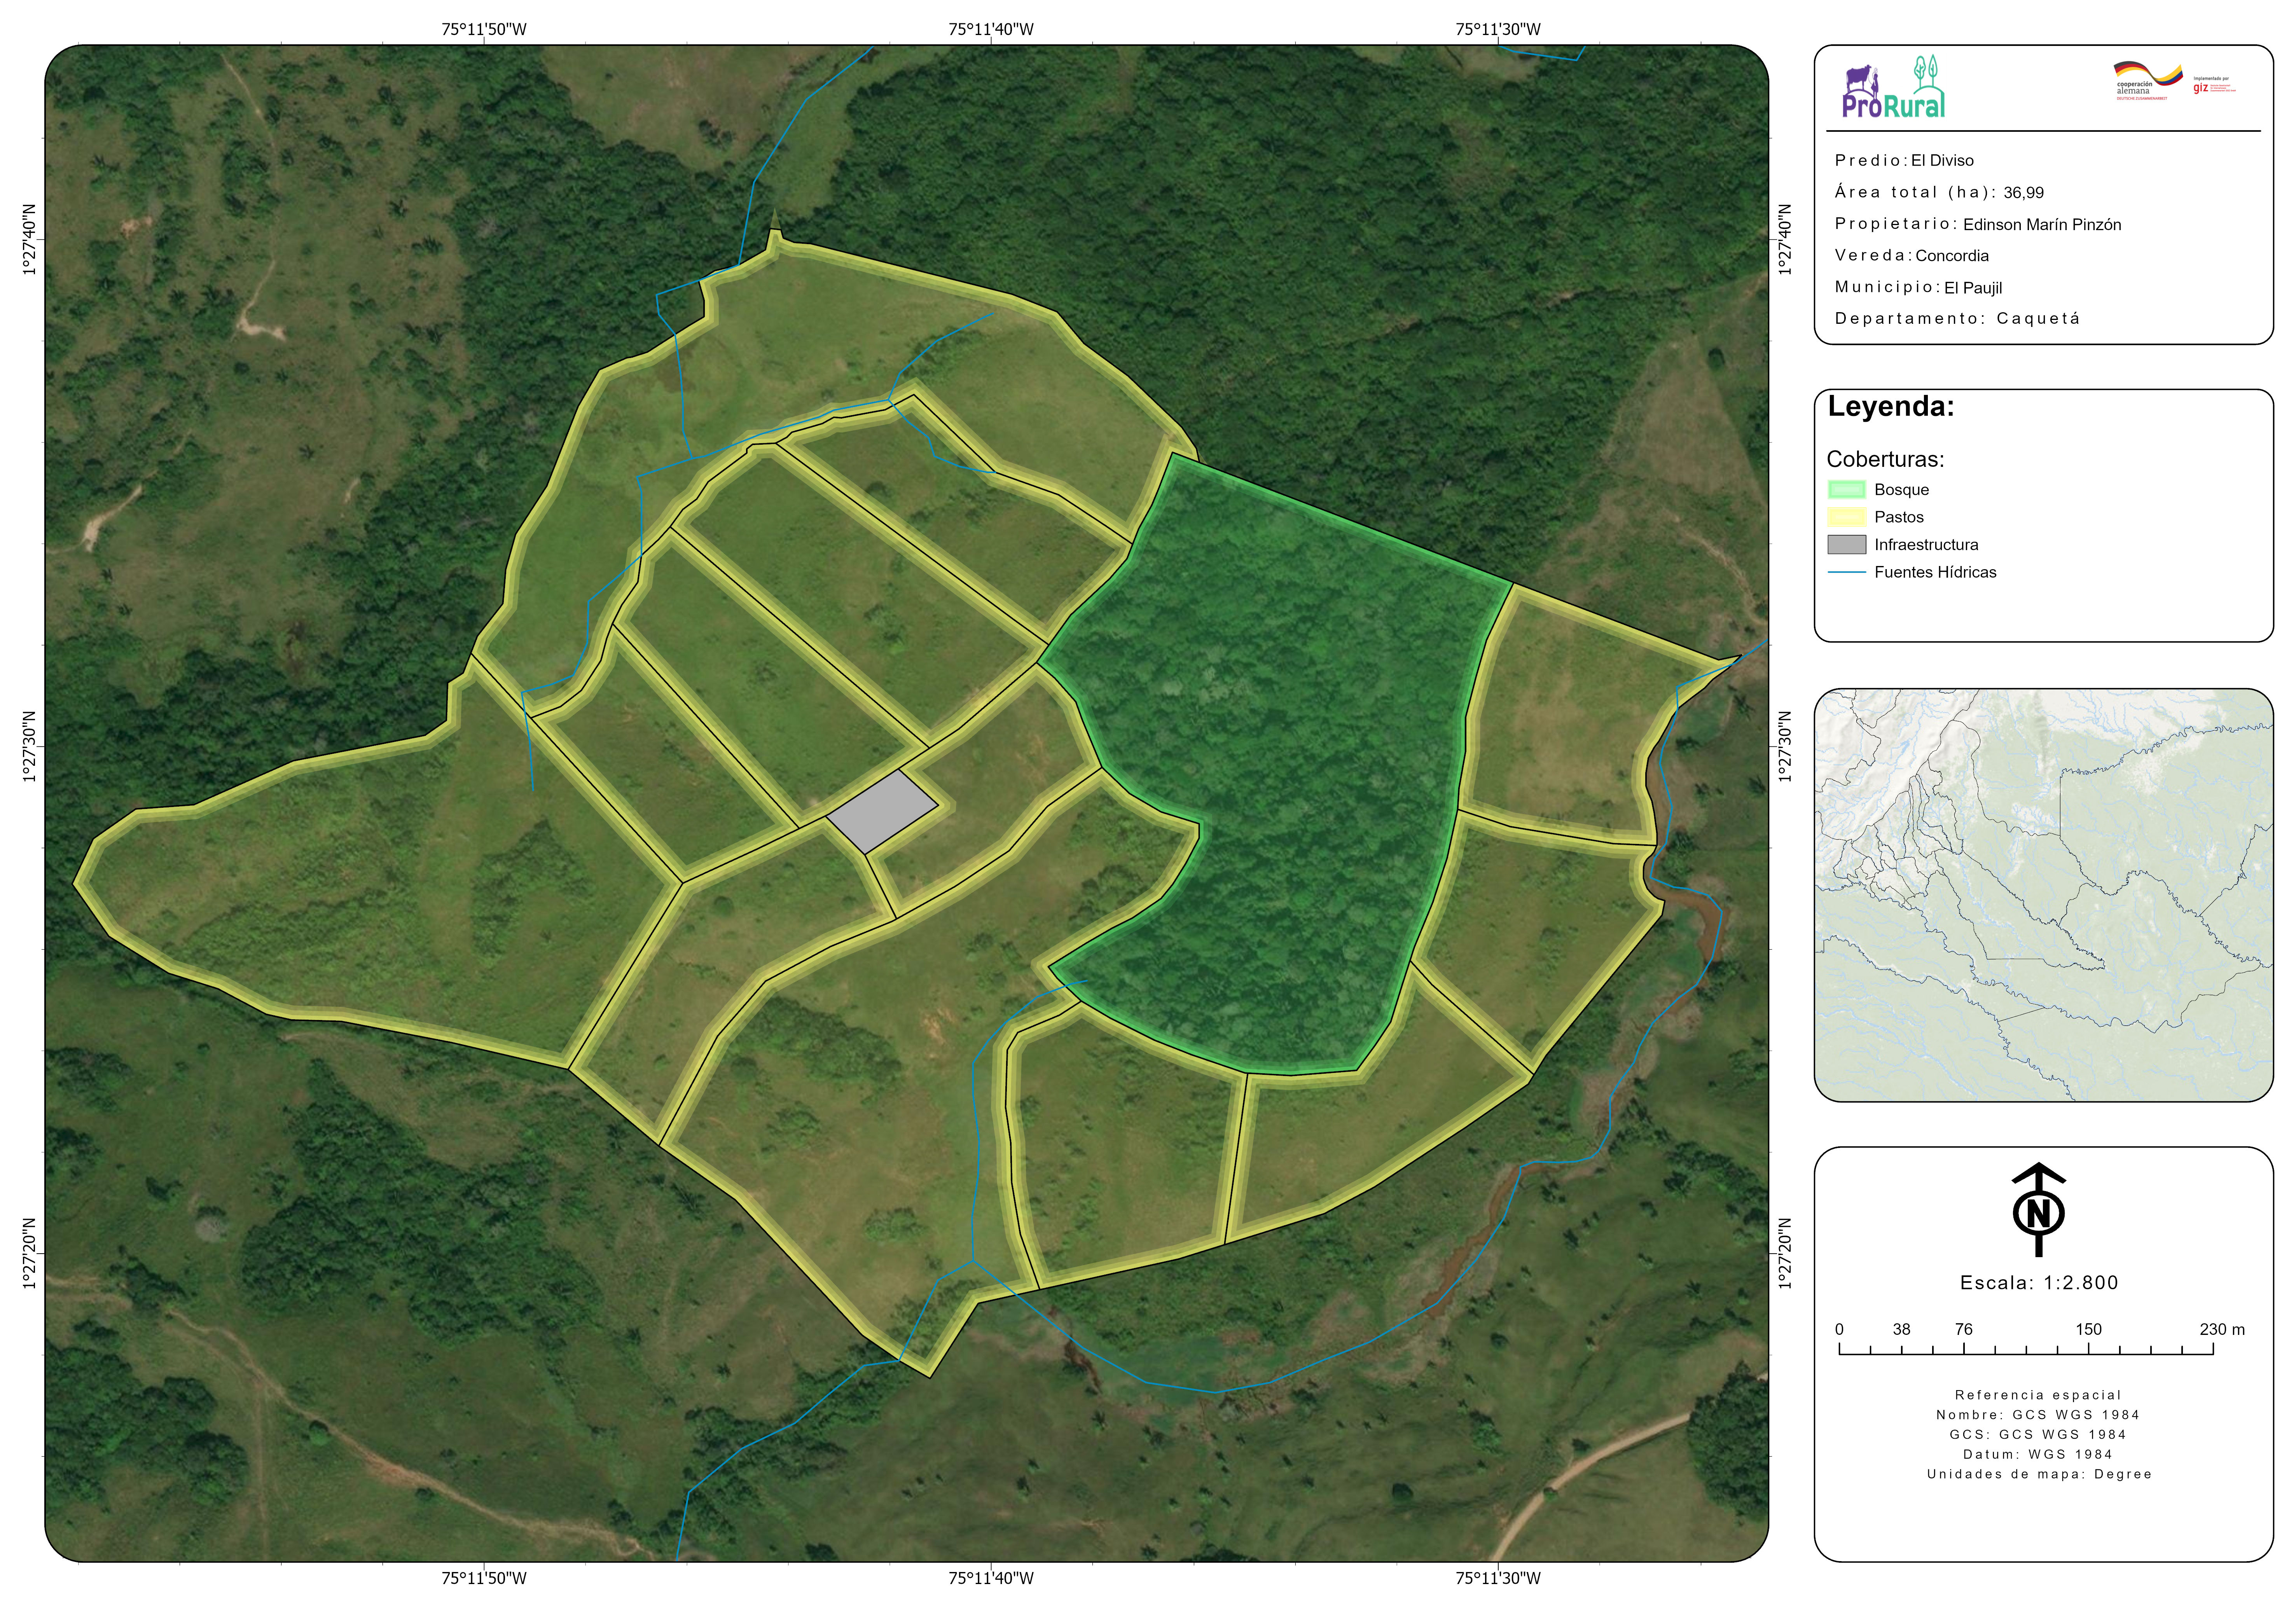 75°11'50"W 75°11'40"W 75°11'30"W
1°27'40"N 1°27'40"N
1°27'30"N 1°27'30"N
1°27'20"N 1°27'20"N
75°11'50"W 75°11'40"W 75°11'30"W
ProRural
cooperación
alemana
DEUTSCHE ZUSAMMENARBEIT
Implementada por
giz
Predio: El Diviso
Área total (ha): 36,99
Propietario: Edinson Marín Pinzón
Vereda: Concordia
Municipio: El Paujil
Departamento: Caquetá
Leyenda:
Coberturas:
Bosque
Pastos
Infraestructura
Fuentes Hídricas
N
Escala: 1:2.800
0 38 76 150 230 m
Referencia espacial
Nombre: GCS WGS 1984
GCS: GCS WGS 1984
Datum: WGS 1984
Unidades de mapa: Degree